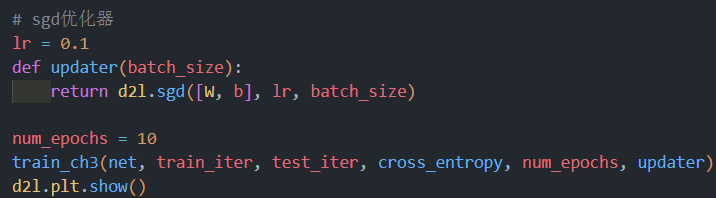 # sgd优化器
lr = 0.1
def updater(batch_size):
    return d2l.sgd([W, b], lr, batch_size)

num_epochs = 10
train_ch3(net, train_iter, test_iter, cross_entropy, num_epochs, updater)
d2l.plt.show()